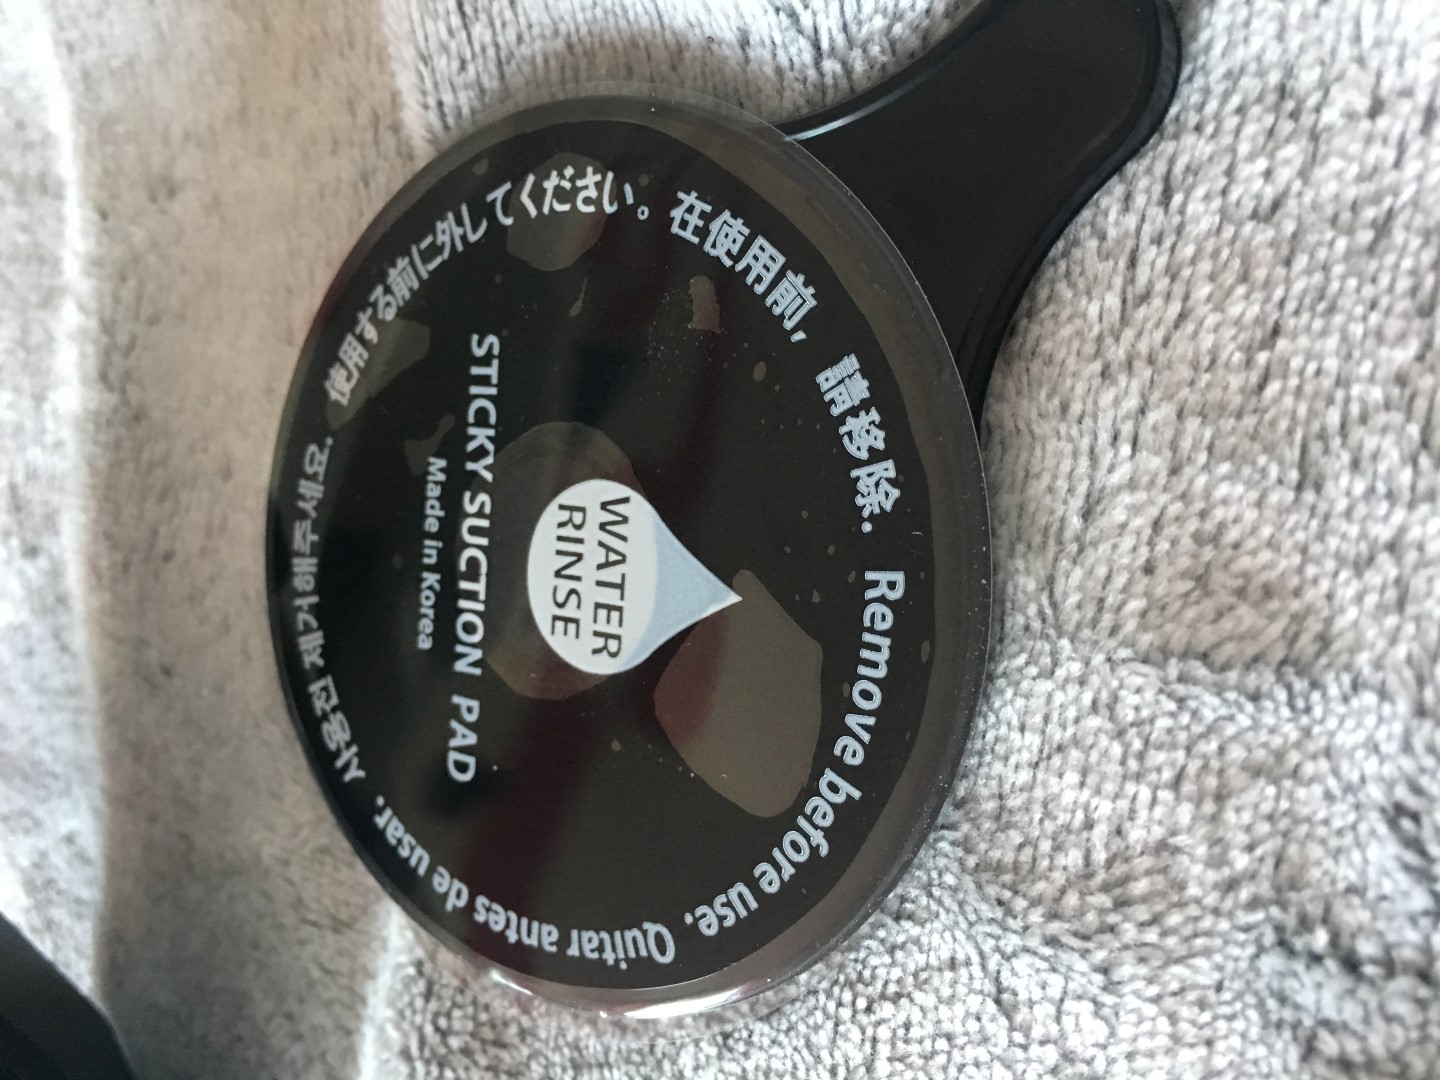 使用する前に外してください。
在使用前, 請移除.
Remove before use.
Quitar antes de usar.
사용전 제거해주세요.
WATER
RINSE
STICKY SUCTION PAD
Made in Korea